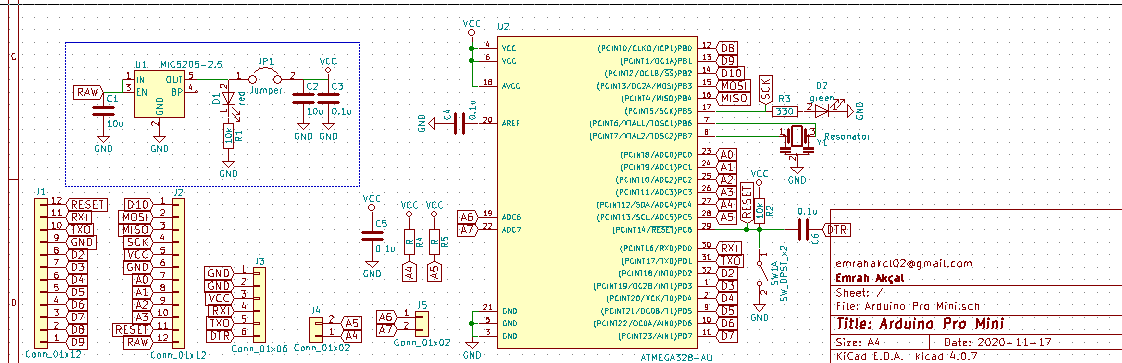 C
D
U1
MIC5205-2.5
RAW
1 IN OUT 5
3 EN BP 4
GND
2
GND
C1
10u
GND
D1
red
10k
R1
GND
JP1
1 2
Jumper
VCC
C2
10u
C3
0.1u
GND
VCC
U2
4 VCC
6 VCC
18 AVCC
20 AREF
GND
C4
0.1u
19 ADC6
22 ADC7
A6
A7
21 GND
5 GND
3 GND
GND
(PCINT0/CLKO/ICP1)PB0 12 D8
(PCINT1/OC1A)PB1 13 D9
(PCINT2/OC1B/SS)PB2 14 D10
(PCINT3/OC2A/MOSI)PB3 15 MOSI
(PCINT4/MISO)PB4 16 MISO
(PCINT5/SCK)PB5 17
(PCINT6/XTAL1/TOSC1)PB6 7
(PCINT7/XTAL2/TOSC2)PB7 8
(PCINT8/ADC0)PC0 23 A0
(PCINT9/ADC1)PC1 24 A1
(PCINT10/ADC2)PC2 25 A2
(PCINT11/ADC3)PC3 26 A3
(PCINT12/SDA/ADC4)PC4 27 A4
(PCINT13/SCL/ADC5)PC5 28 A5
(PCINT14/RESET)PC6 29
(PCINT16/RXD)PD0 30 RXI
(PCINT17/TXD)PD1 31 TXO
(PCINT18/INT0)PD2 32 D2
(PCINT19/OC2B/INT1)PD3 1 D3
(PCINT20/XCK/T0)PD4 2 D4
(PCINT21/OC0B/T1)PD5 9 D5
(PCINT22/OC0A/AIN0)PD6 10 D6
(PCINT23/AIN1)PD7 11 D7
ATMEGA328-AU
SCK
R3
330
D2
green
GND
1 3
2
Resonator
Y1
GND
RESET
VCC
10k
R2
0.1u
C6
DTR
SW1A
SW_DPST_x2
GND
J1
12 RESET
11 RXI
10 TXO
9 GND
8 D2
7 D3
6 D4
5 D5
4 D6
3 D7
2 D8
1 D9
Conn_01x12
J2
D10 1
MOSI 2
MISO 3
SCK 4
VCC 5
GND 6
A0 7
A1 8
A2 9
A3 10
RESET 11
RAW 12
Conn_01x12
J3
GND 1
GND 2
VCC 3
RXI 4
TXO 5
DTR 6
Conn_01x06
J4
2 A5
1 A4
Conn_01x02
J5
A6 1
A7 2
Conn_01x02
VCC
C5
0.1u
GND
VCC
R
R4
A4
VCC
R
R5
A5
emrahakcl02@gmail.com
Emrah Akçal
Sheet: /
File: Arduino Pro Mini.sch
Title: Arduino Pro Mini
Size: A4 Date: 2020-11-17
KiCad E.D.A. kicad 4.0.7